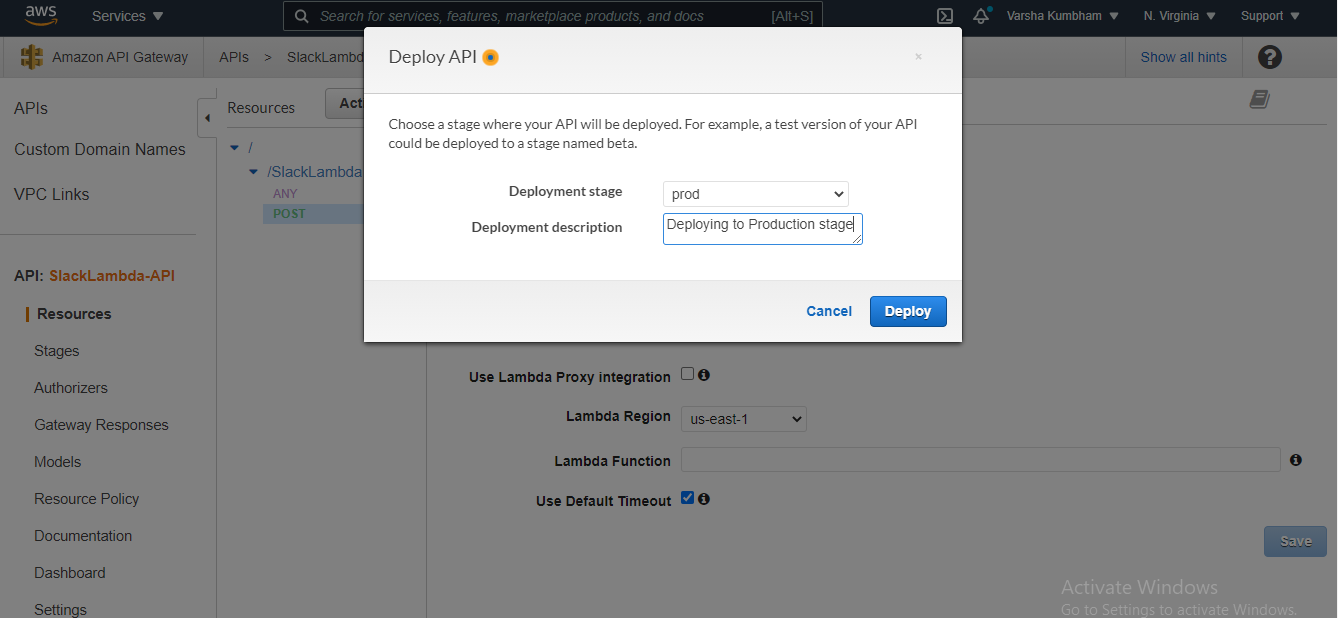 aws
Services
Search for services, features, marketplace products, and docs [Alt+S]
Varsha Kumbham
N. Virginia
Support
Amazon API Gateway
APIs > SlackLambd
Show all hints
?
Deploy API
×
Choose a stage where your API will be deployed. For example, a test version of your API
could be deployed to a stage named beta.
Deployment stage prod
Deployment description Deploying to Production stage
Cancel Deploy
APIs
Custom Domain Names
VPC Links
API: SlackLambda-API
Resources
Stages
Authorizers
Gateway Responses
Models
Resource Policy
Documentation
Dashboard
Settings
Resources Act
/
/SlackLambda
ANY
POST
Use Lambda Proxy integration
Lambda Region us-east-1
Lambda Function
Use Default Timeout
Save
Activate Windows
Go to Settings to activate Windows.